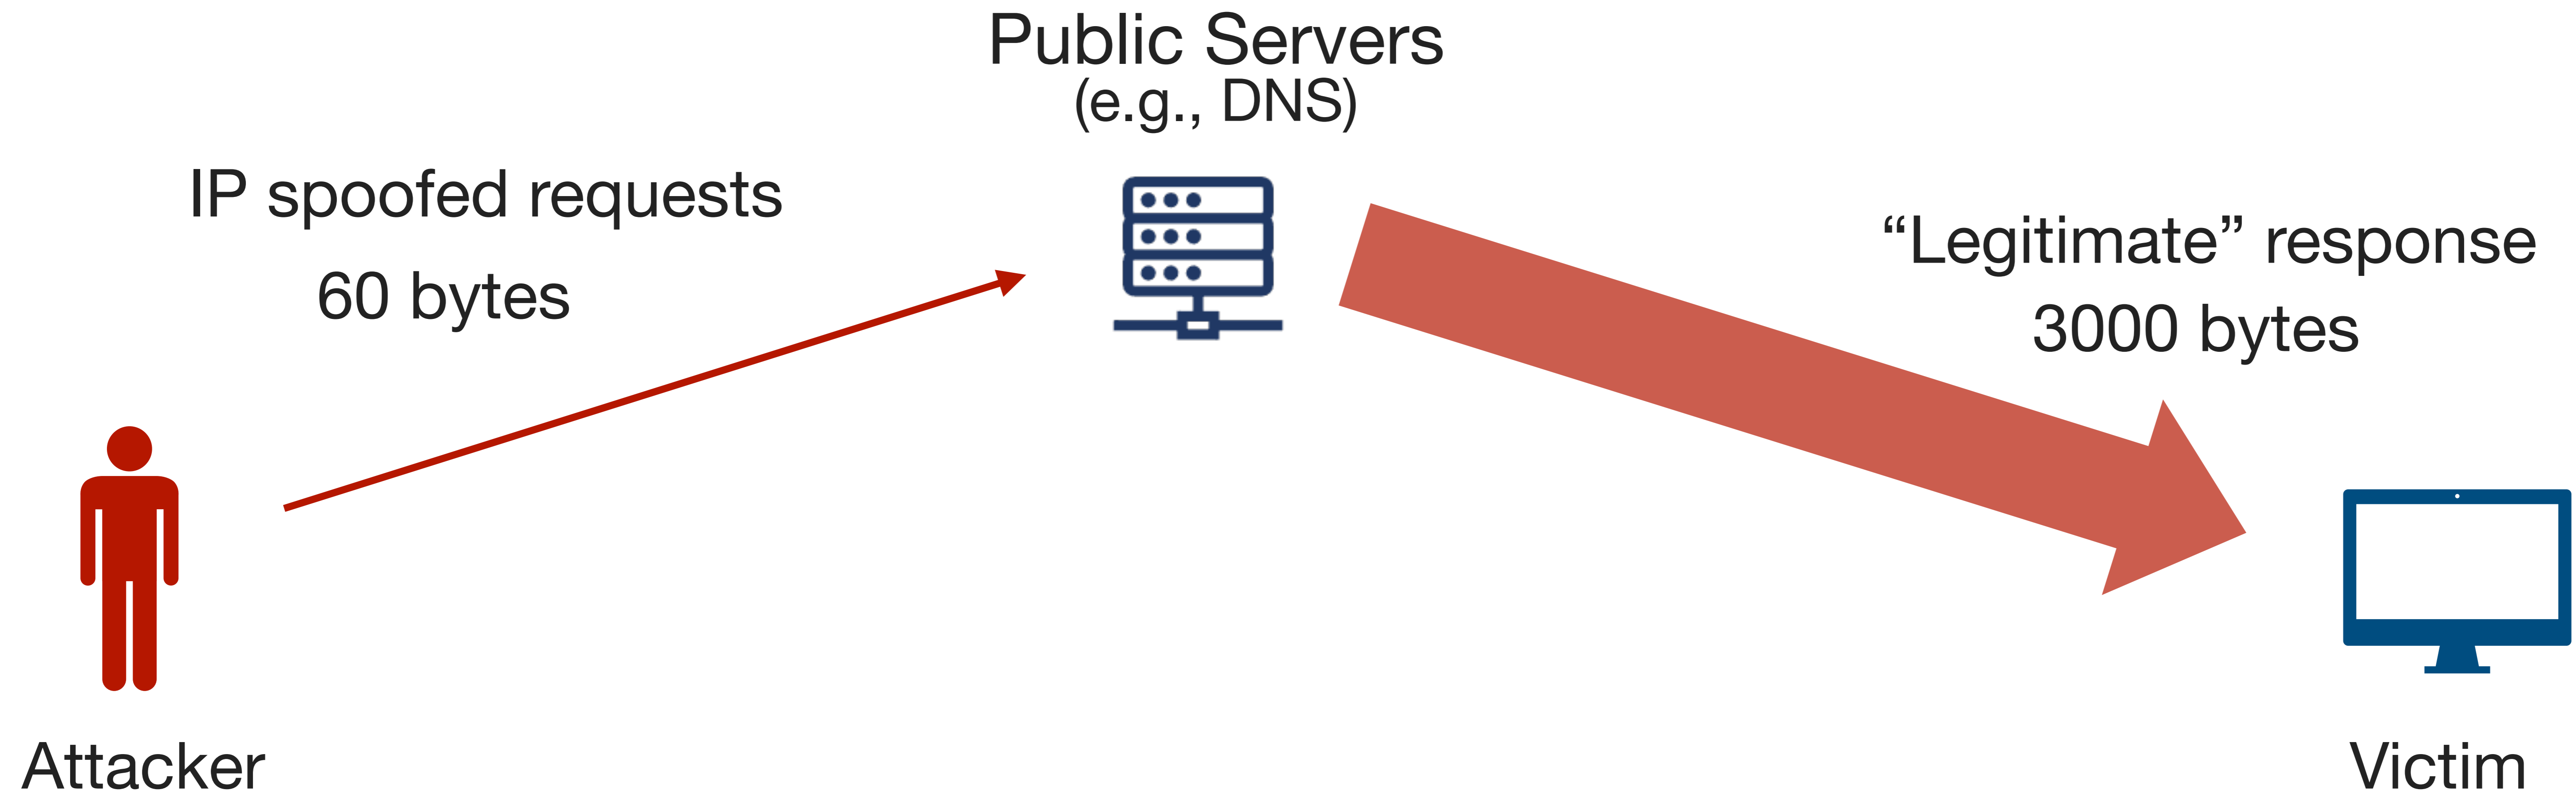 Public Servers
(e.g., DNS)
IP spoofed requests
60 bytes
“Legitimate” response
3000 bytes
Attacker
Victim